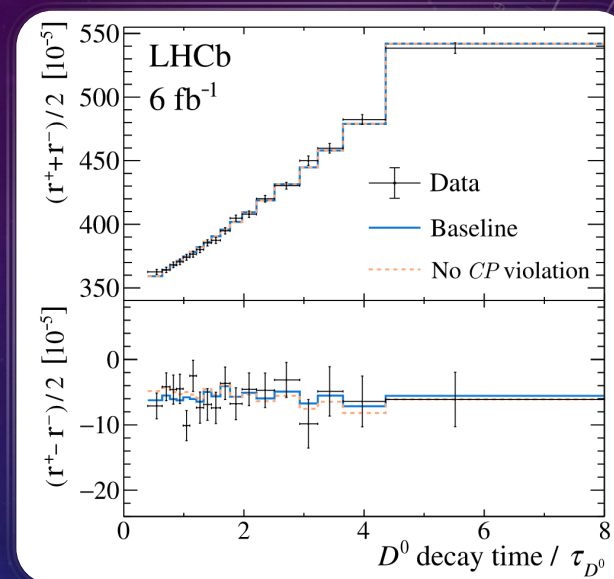 (r⁺+r⁻)/2 [10⁻⁵]
550
500
450
400
350
LHCb
6 fb⁻¹
Data
Baseline
No CP violation
(r⁺−r⁻)/2 [10⁻⁵]
0
−10
−20
0 2 4 6 8
D⁰ decay time / τ_D⁰